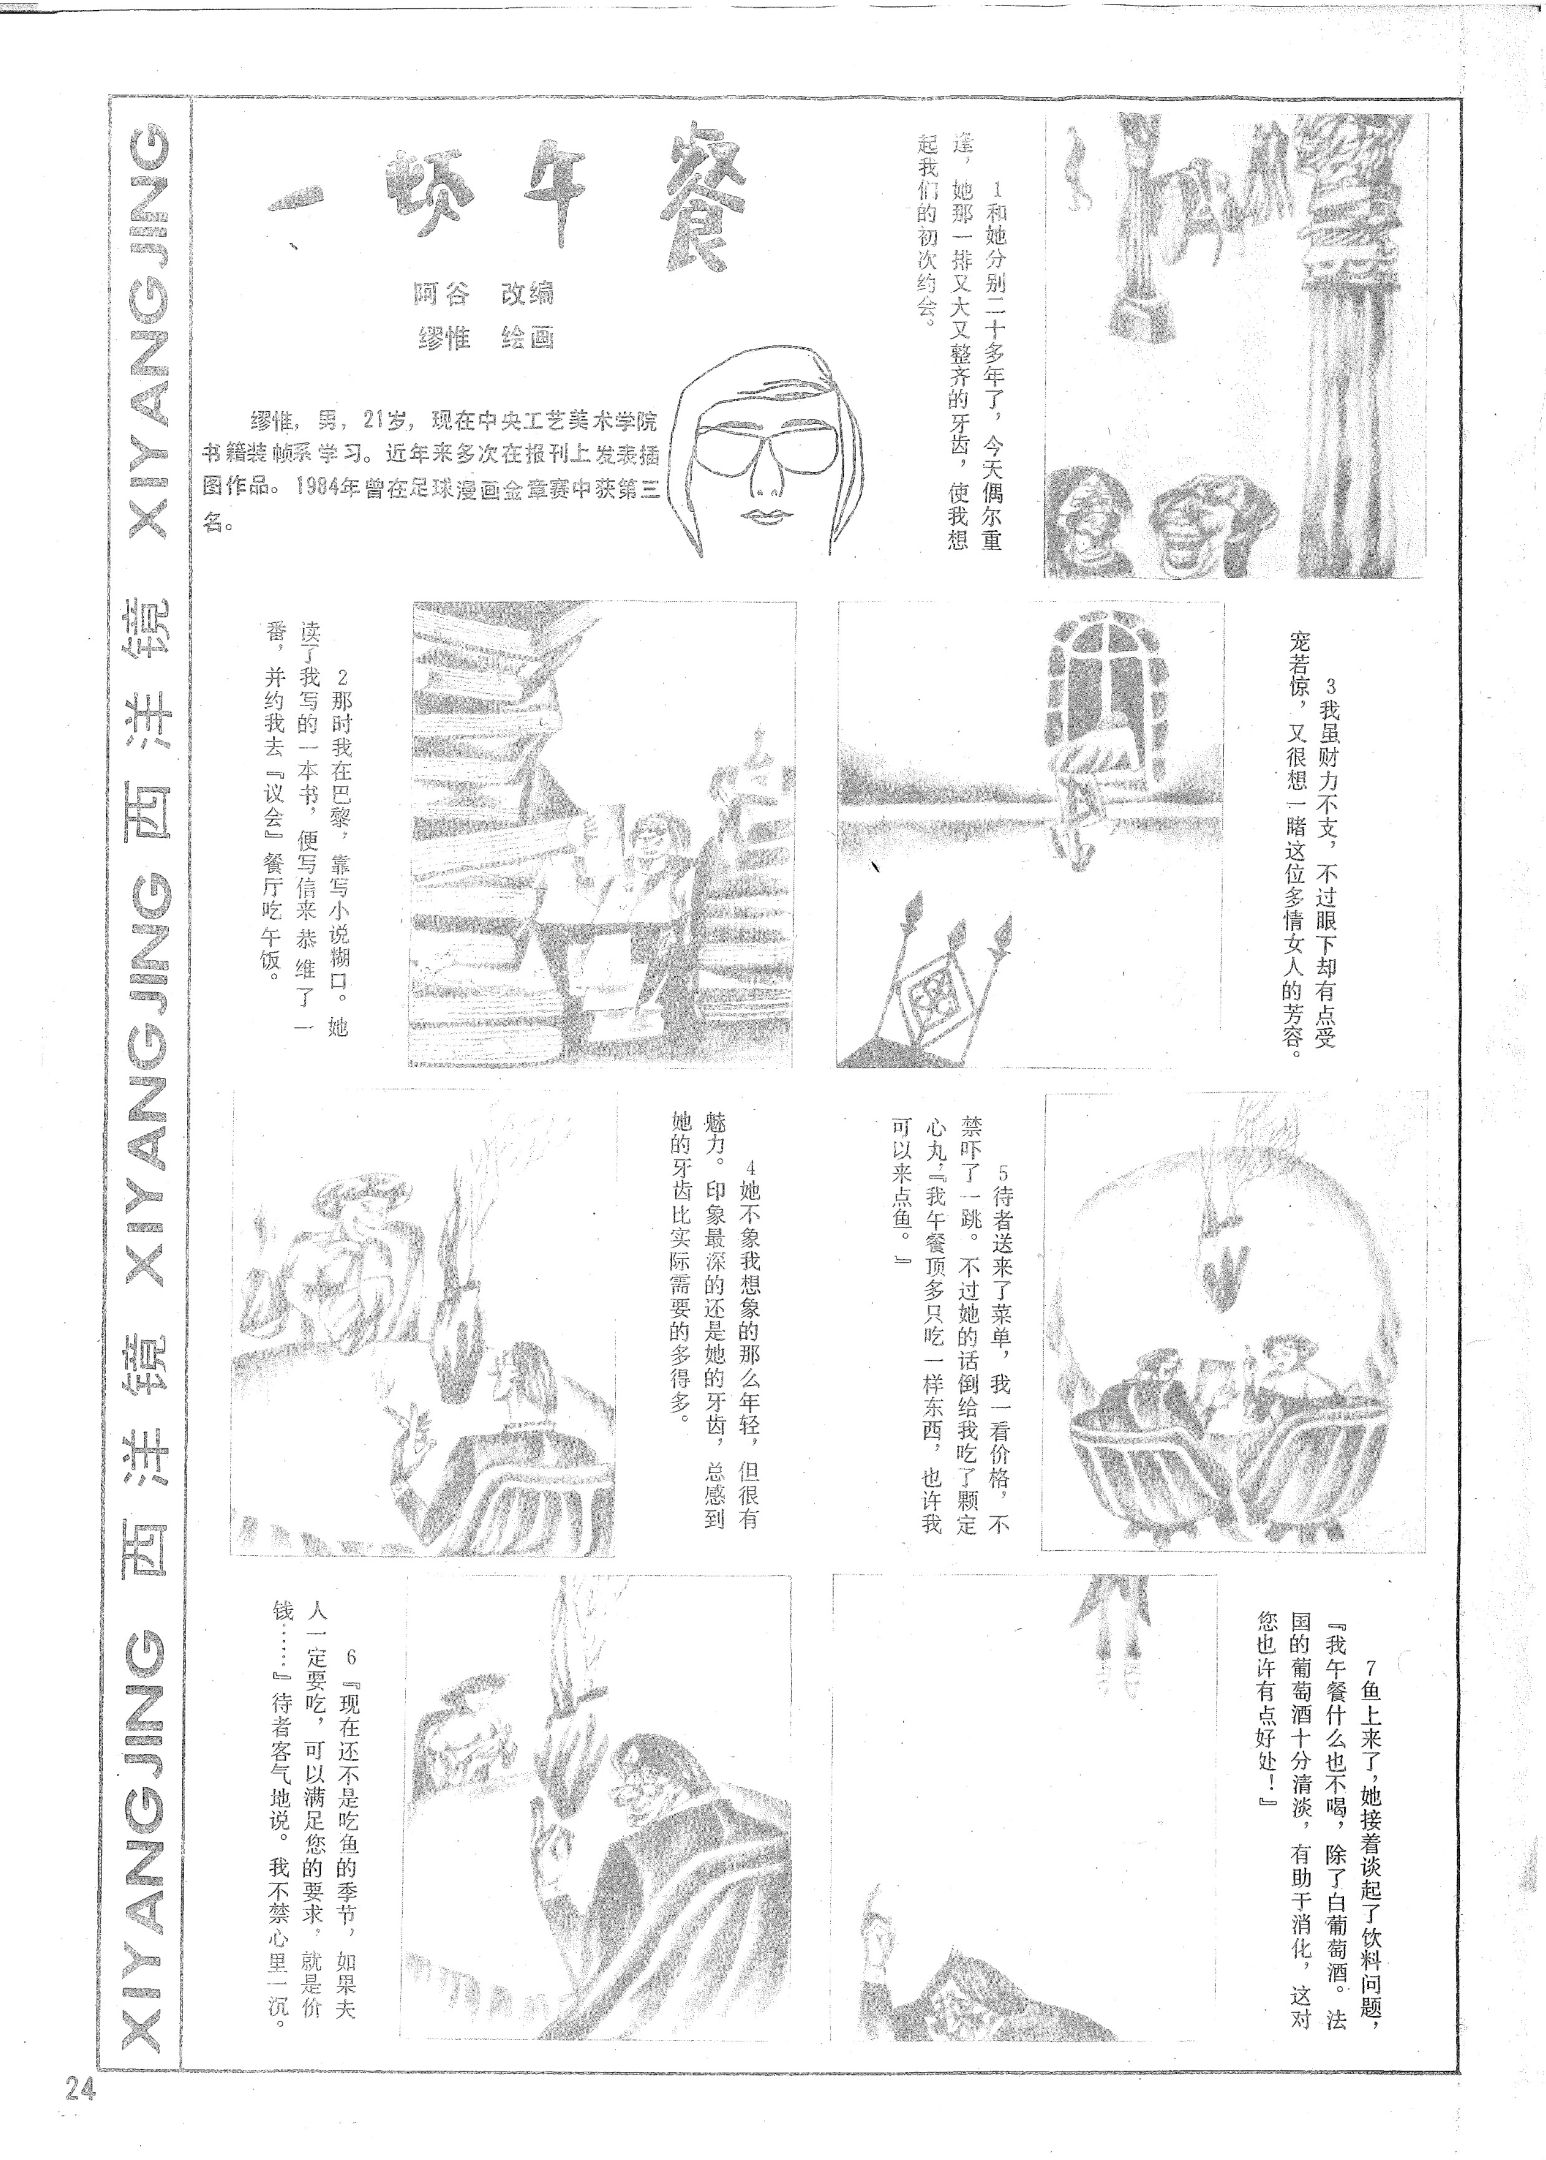 一顿午餐
阿谷 改编
缪惟 绘画
缪惟，男，21岁，现在中央工艺美术学院
书籍装帧系学习。近年来多次在报刊上发表插
图作品。1984年曾在足球漫画金章赛中获第三
名。
1和她分别二十多年了，今天偶尔重
逢，她那一排又大又整齐的牙齿，使我想
起我们的初次约会。
2那时我在巴黎，靠写小说糊口。她
读了我写的一本书，便写信来恭维了一
番，并约我去『议会』餐厅吃午饭。
3我虽财力不支，不过眼下却有点受
宠若惊，又很想一睹这位多情女人的芳容。
4她不象我想象的那么年轻，但很有
魅力。印象最深的还是她的牙齿，总感到
她的牙齿比实际需要的多得多。
5待者送来了菜单，我一看价格，不
禁吓了一跳。不过她的话倒给我吃了颗定
心丸，『我午餐顶多只吃一样东西，也许我
可以来点鱼。』
6『现在还不是吃鱼的季节，如果夫
人一定要吃，可以满足您的要求，就是价
钱……』待者客气地说。我不禁心里一沉。
7鱼上来了，她接着谈起了饮料问题，
『我午餐什么也不喝，除了白葡萄酒。法
国的葡萄酒十分清淡，有助于消化，这对
您也许有点好处！』
XIYANGJING 西洋镜 XIYANGJING 西洋镜 XIYANGJING
24